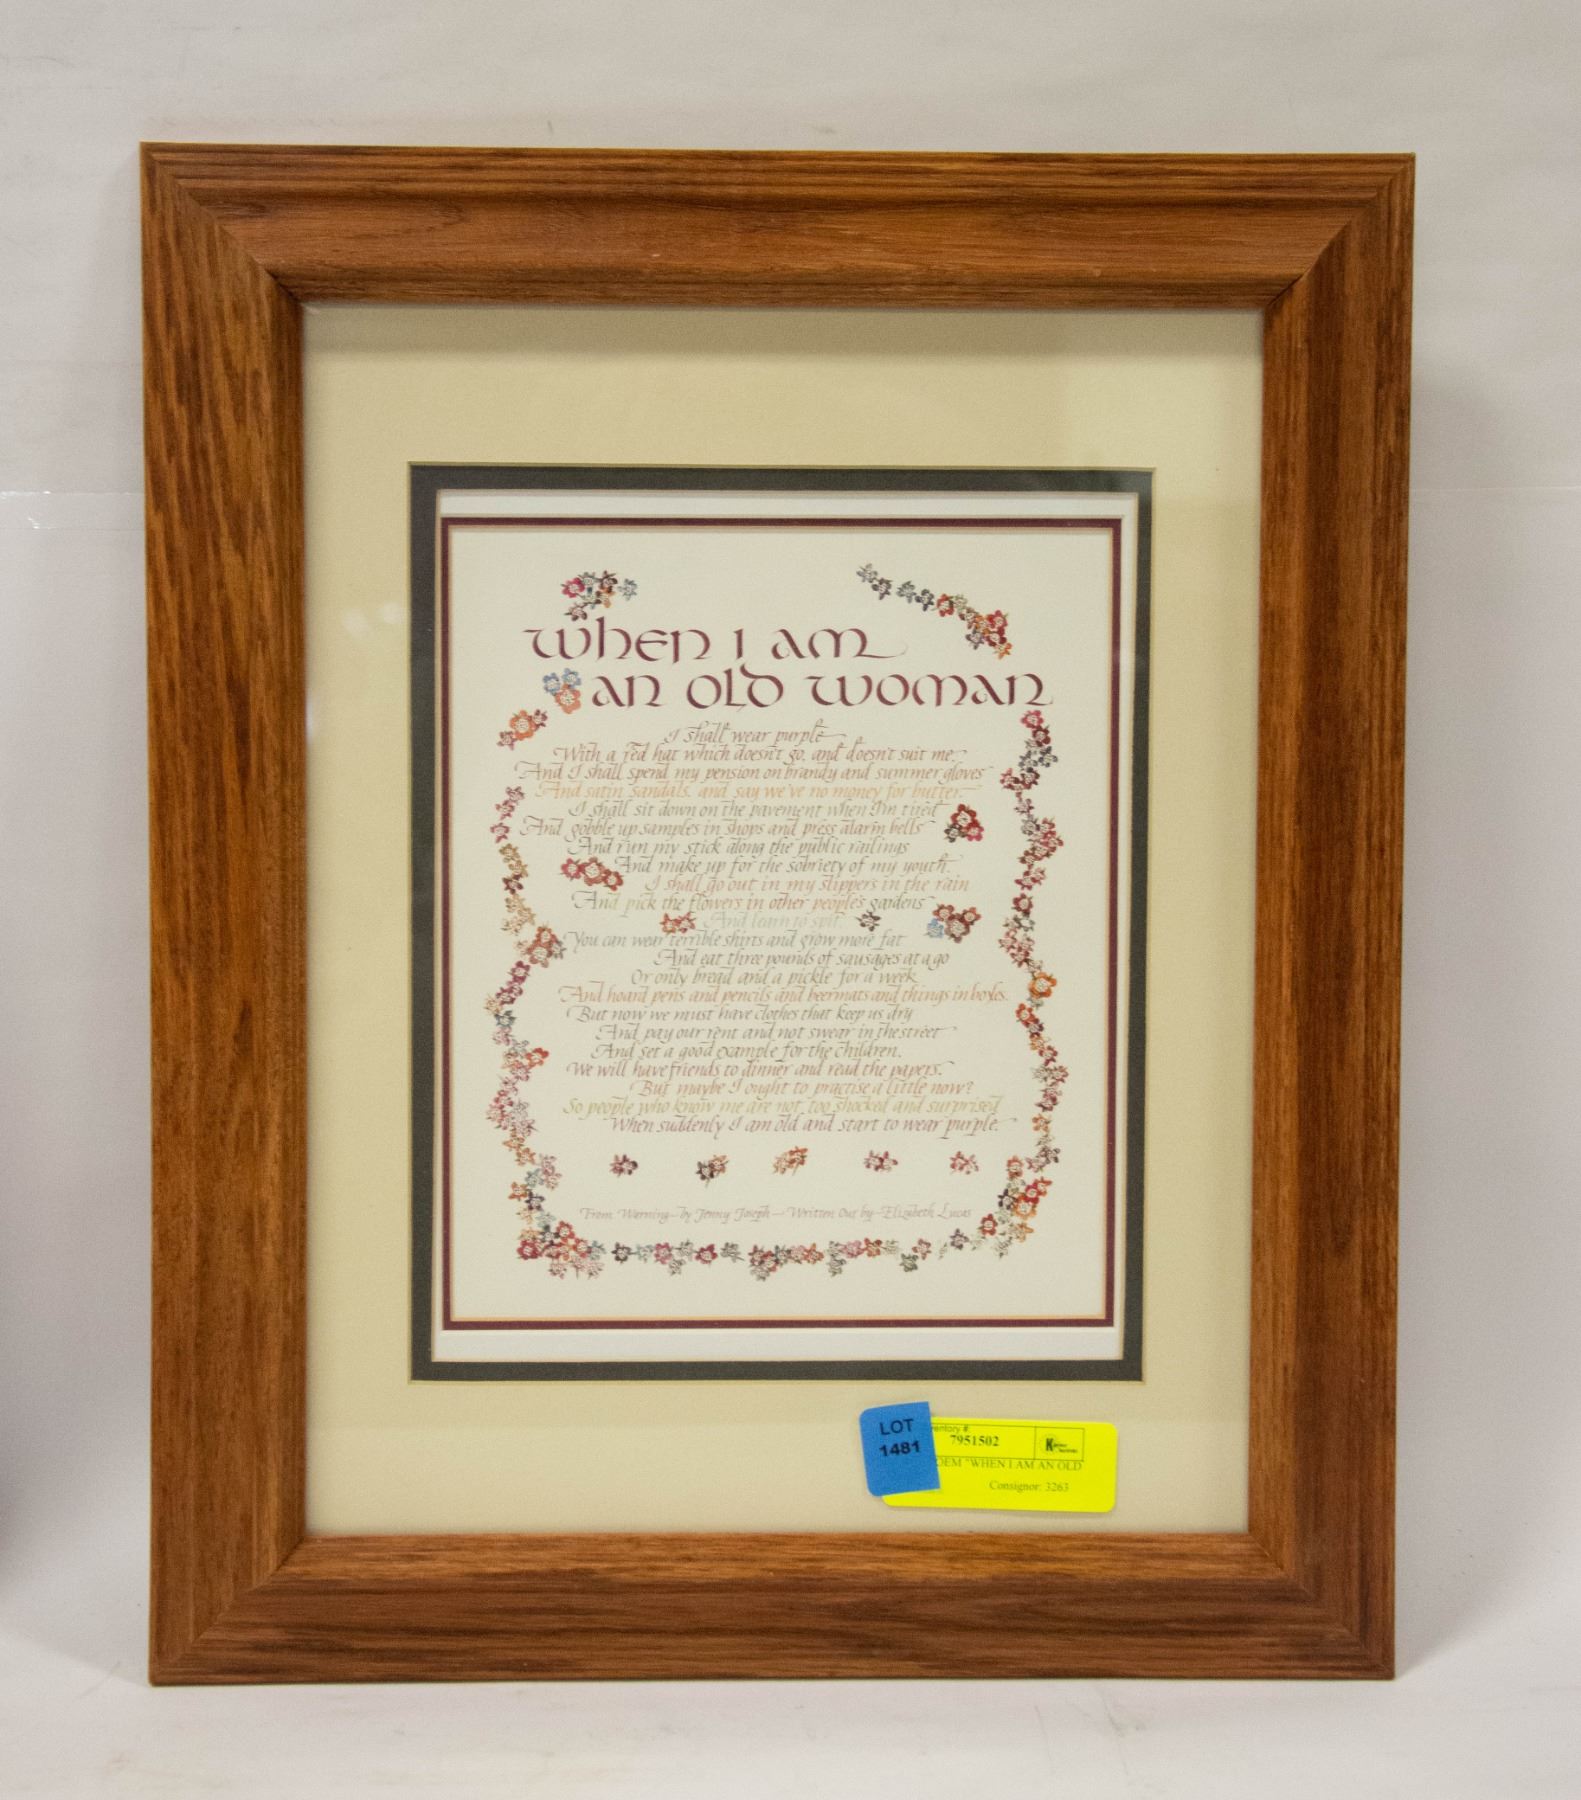 WHEN I AM
AN OLD WOMAN
I shall wear purple
With a red hat which doesn't go, and doesn't suit me,
And I shall spend my pension on brandy and summer gloves
And satin sandals, and say we've no money for butter.
I shall sit down on the pavement when I'm tired
And gobble up samples in shops and press alarm bells
And run my stick along the public railings
And make up for the sobriety of my youth.
I shall go out in my slippers in the rain
And pick the flowers in other people's gardens
And learn to spit.
You can wear terrible shirts and grow more fat
And eat three pounds of sausages at a go
Or only bread and a pickle for a week
And hoard pens and pencils and beermats and things in boxes.
But now we must have clothes that keep us dry
And pay our rent and not swear in the street
And set a good example for the children.
We will have friends to dinner and read the papers.
But maybe I ought to practise a little now?
So people who know me are not too shocked and surprised
When suddenly I am old and start to wear purple.
From Warning—by Jenny Joseph—Written Out by—Elizabeth Lucas
LOT
1481
7951502
OEM "WHEN I AM AN OLD
Consignor: 3263